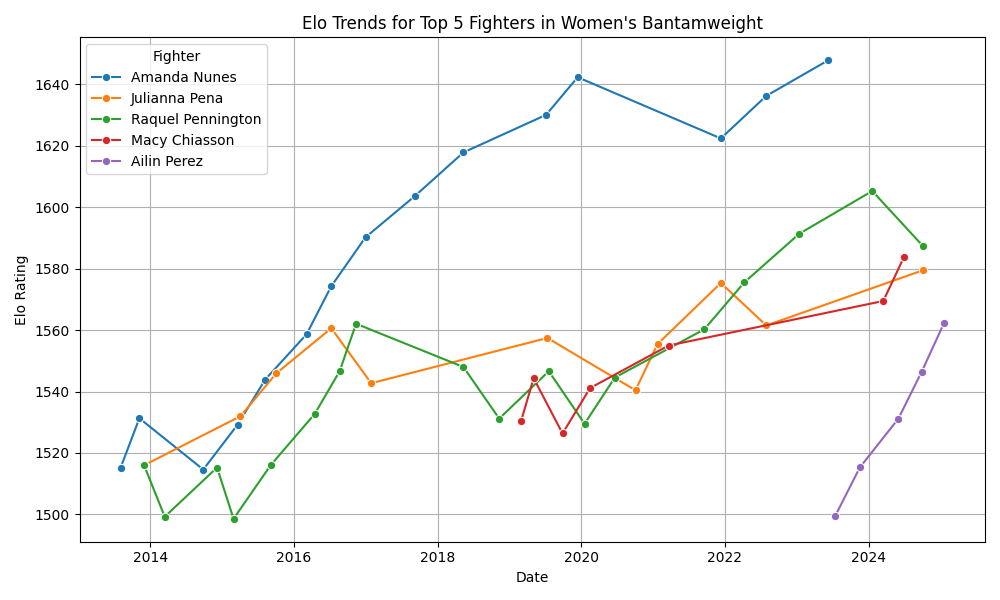 Elo Trends for Top 5 Fighters in Women's Bantamweight
Fighter
Amanda Nunes
Julianna Pena
Raquel Pennington
Macy Chiasson
Ailin Perez
Elo Rating
1640
1620
1600
1580
1560
1540
1520
1500
2014 2016 2018 2020 2022 2024
Date